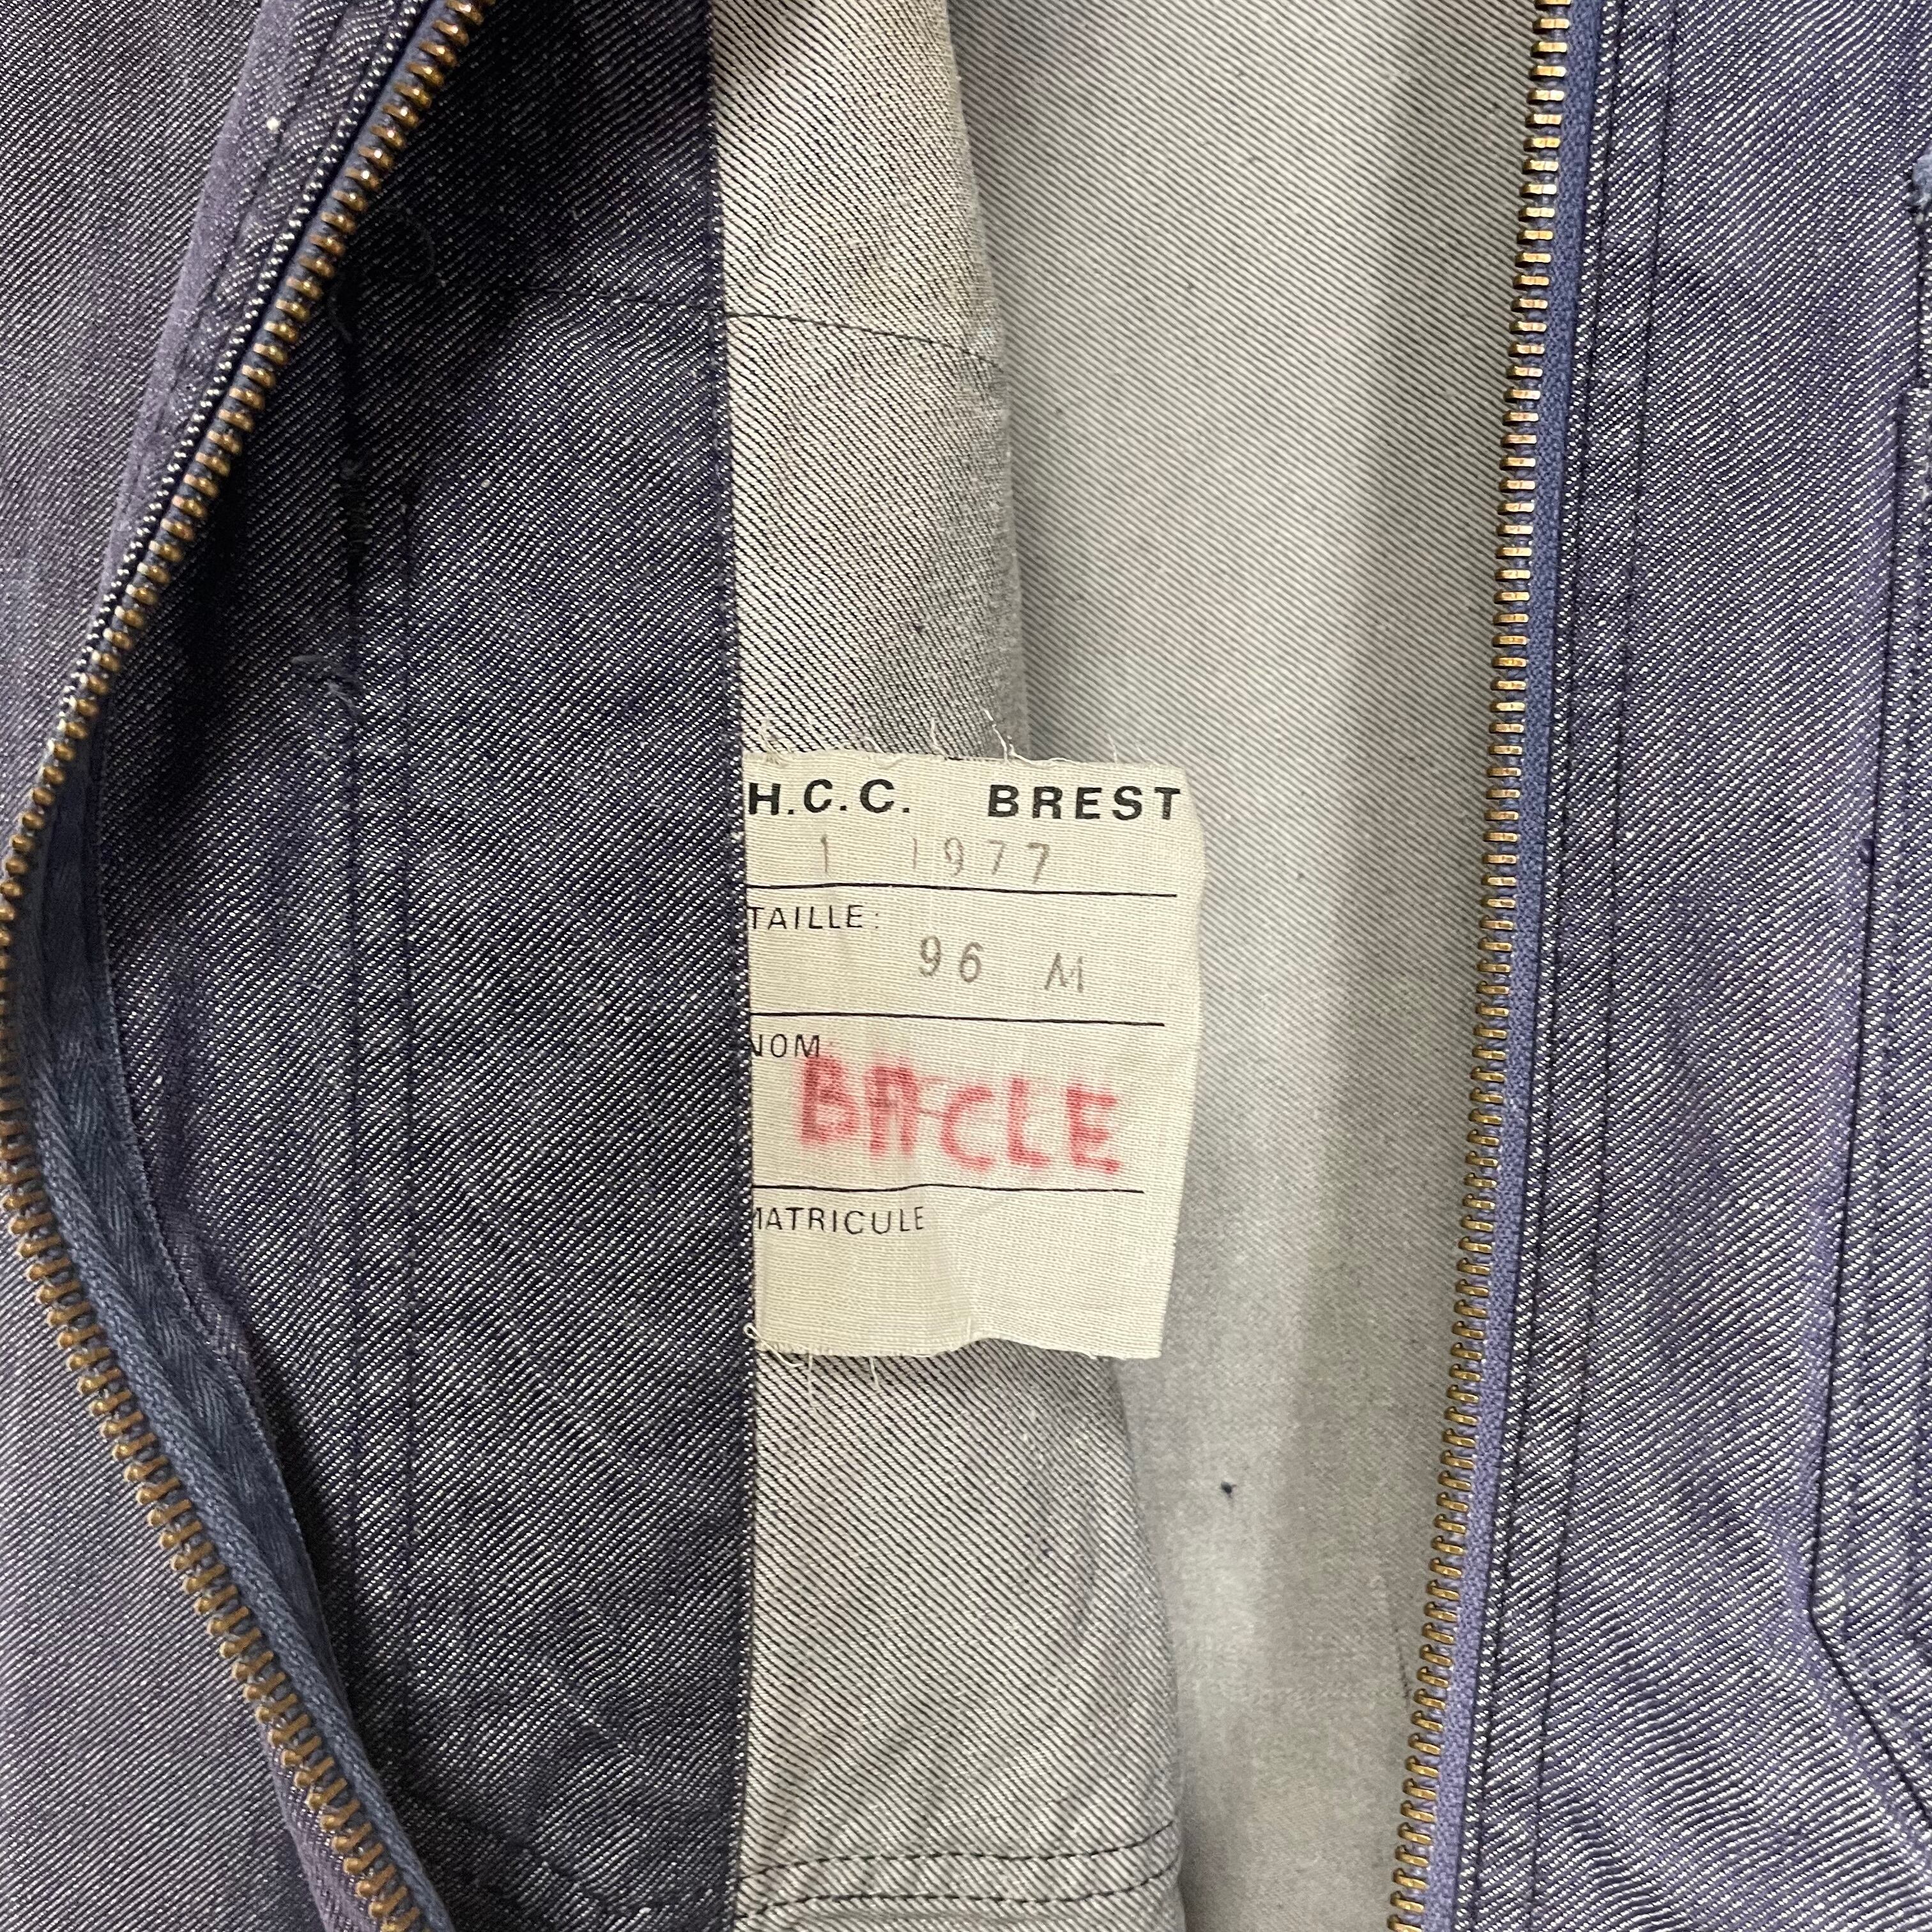 H.C.C. BREST
1 1977
TAILLE:
96 M
NOM
BACLE
MATRICULE